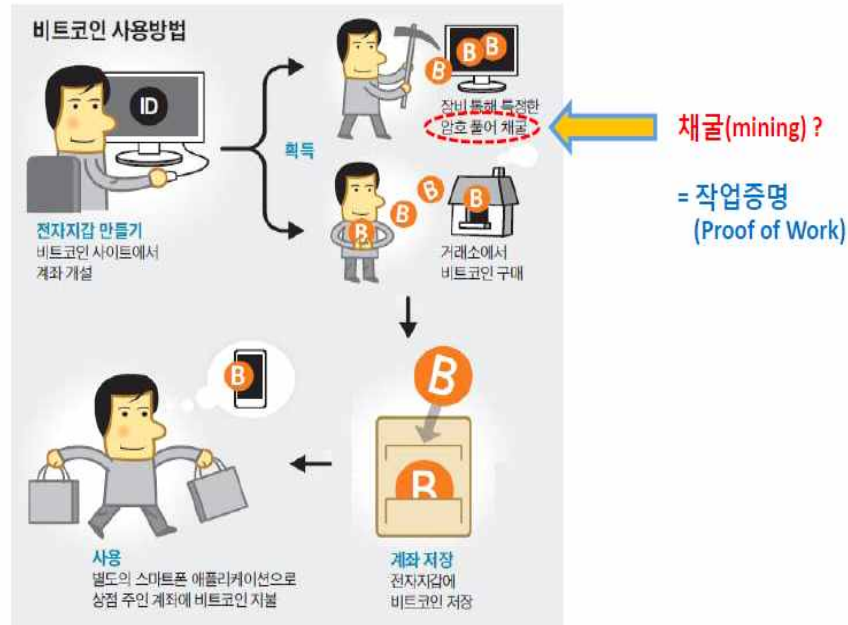 비트코인 사용방법
ID
전자지갑 만들기
비트코인 사이트에서
계좌 개설
획득
B
B
B
장비 통해 특정한
암호 풀어 채굴
B
B
B
B
거래소에서
비트코인 구매
채굴(mining) ?
= 작업증명
(Proof of Work)
B
B
B
사용
별도의 스마트폰 애플리케이션으로
상점 주인 계좌에 비트코인 지불
계좌 저장
전자지갑에
비트코인 저장